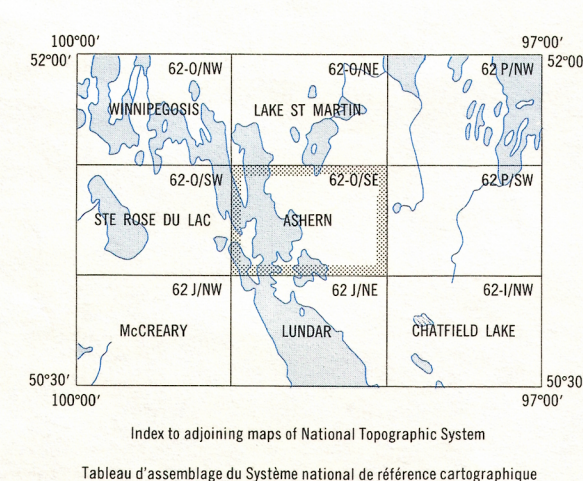 100°00′ 97°00′
52°00′ 52°00
62-O/NW 62-O/NE 62 P/NW
WINNIPEGOSIS LAKE ST MARTIN
62-O/SW 62-O/SE 62 P/SW
STE ROSE DU LAC ASHERN
62 J/NW 62 J/NE 62-I/NW
McCREARY LUNDAR CHATFIELD LAKE
50°30′ 50°30
100°00′ 97°00′
Index to adjoining maps of National Topographic System
Tableau d'assemblage du Système national de référence cartographique